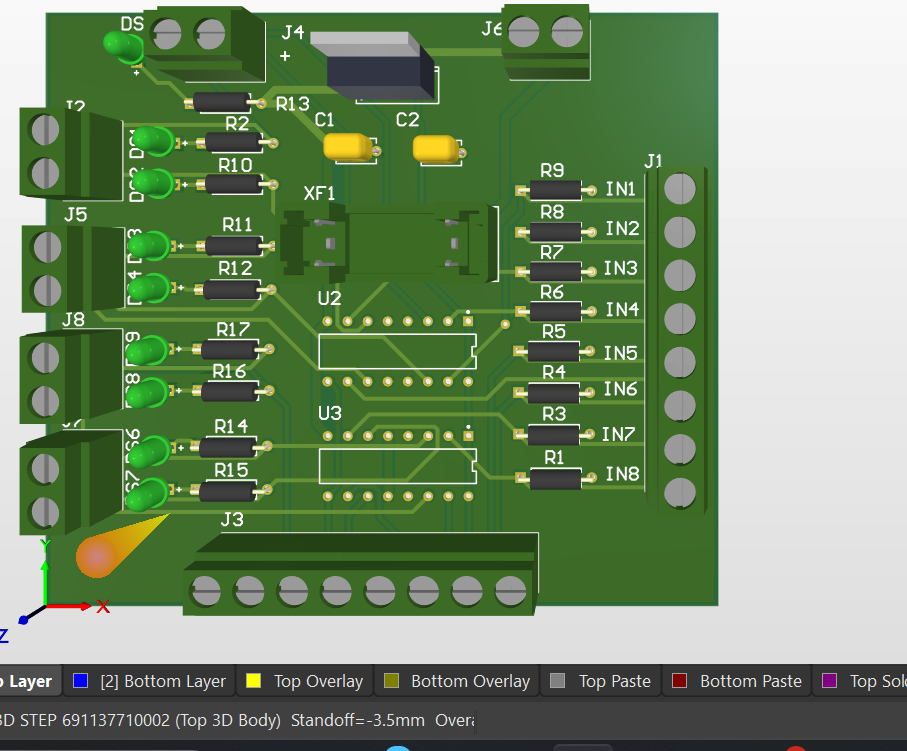 DS
J4
J6
+
+
R13
J2
C1
C2
R2
+
R10
J1
+
R9
IN1
XF1
J5
R8
IN2
R11
+
R7
IN3
R12
+
U2
R6
IN4
J8
R17
R5
IN5
+
R16
R4
IN6
+
U3
R3
IN7
R14
+
R15
R1
IN8
+
J3
Y
X
Z
Layer
[2] Bottom Layer
Top Overlay
Bottom Overlay
Top Paste
Bottom Paste
3D STEP 691137710002 (Top 3D Body) Standoff=-3.5mm